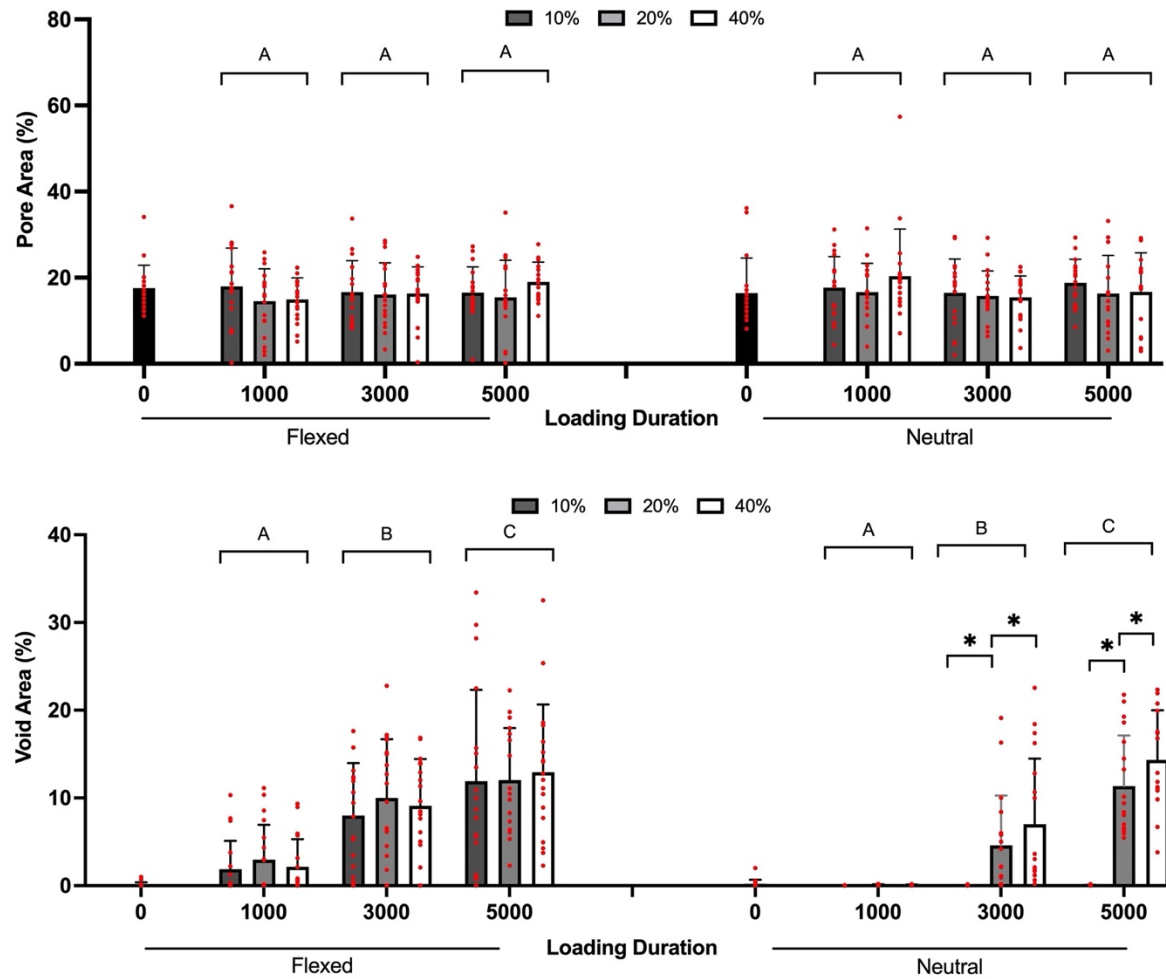 10% 20% 40%
80
A A A A A A
60
40
20
0
Pore Area (%)
0 1000 3000 5000 0 1000 3000 5000
Loading Duration
Flexed Neutral
10% 20% 40%
40
A B C A B C
30
* * * *
20
10
0
Void Area (%)
0 1000 3000 5000 0 1000 3000 5000
Loading Duration
Flexed Neutral